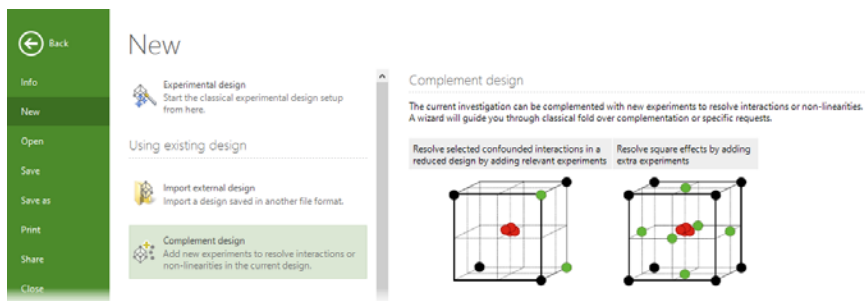 Back
Info
New
Open
Save
Save as
Print
Share
Close
New
Experimental design
Start the classical experimental design setup
from here.
Using existing design
Import external design
Import a design saved in another file format.
Complement design
Add new experiments to resolve interactions or
non-linearities in the current design.
Complement design
The current investigation can be complemented with new experiments to resolve interactions or non-linearities.
A wizard will guide you through classical fold over complementation or specific requests.
Resolve selected confounded interactions in a
reduced design by adding relevant experiments
Resolve square effects by adding
extra experiments